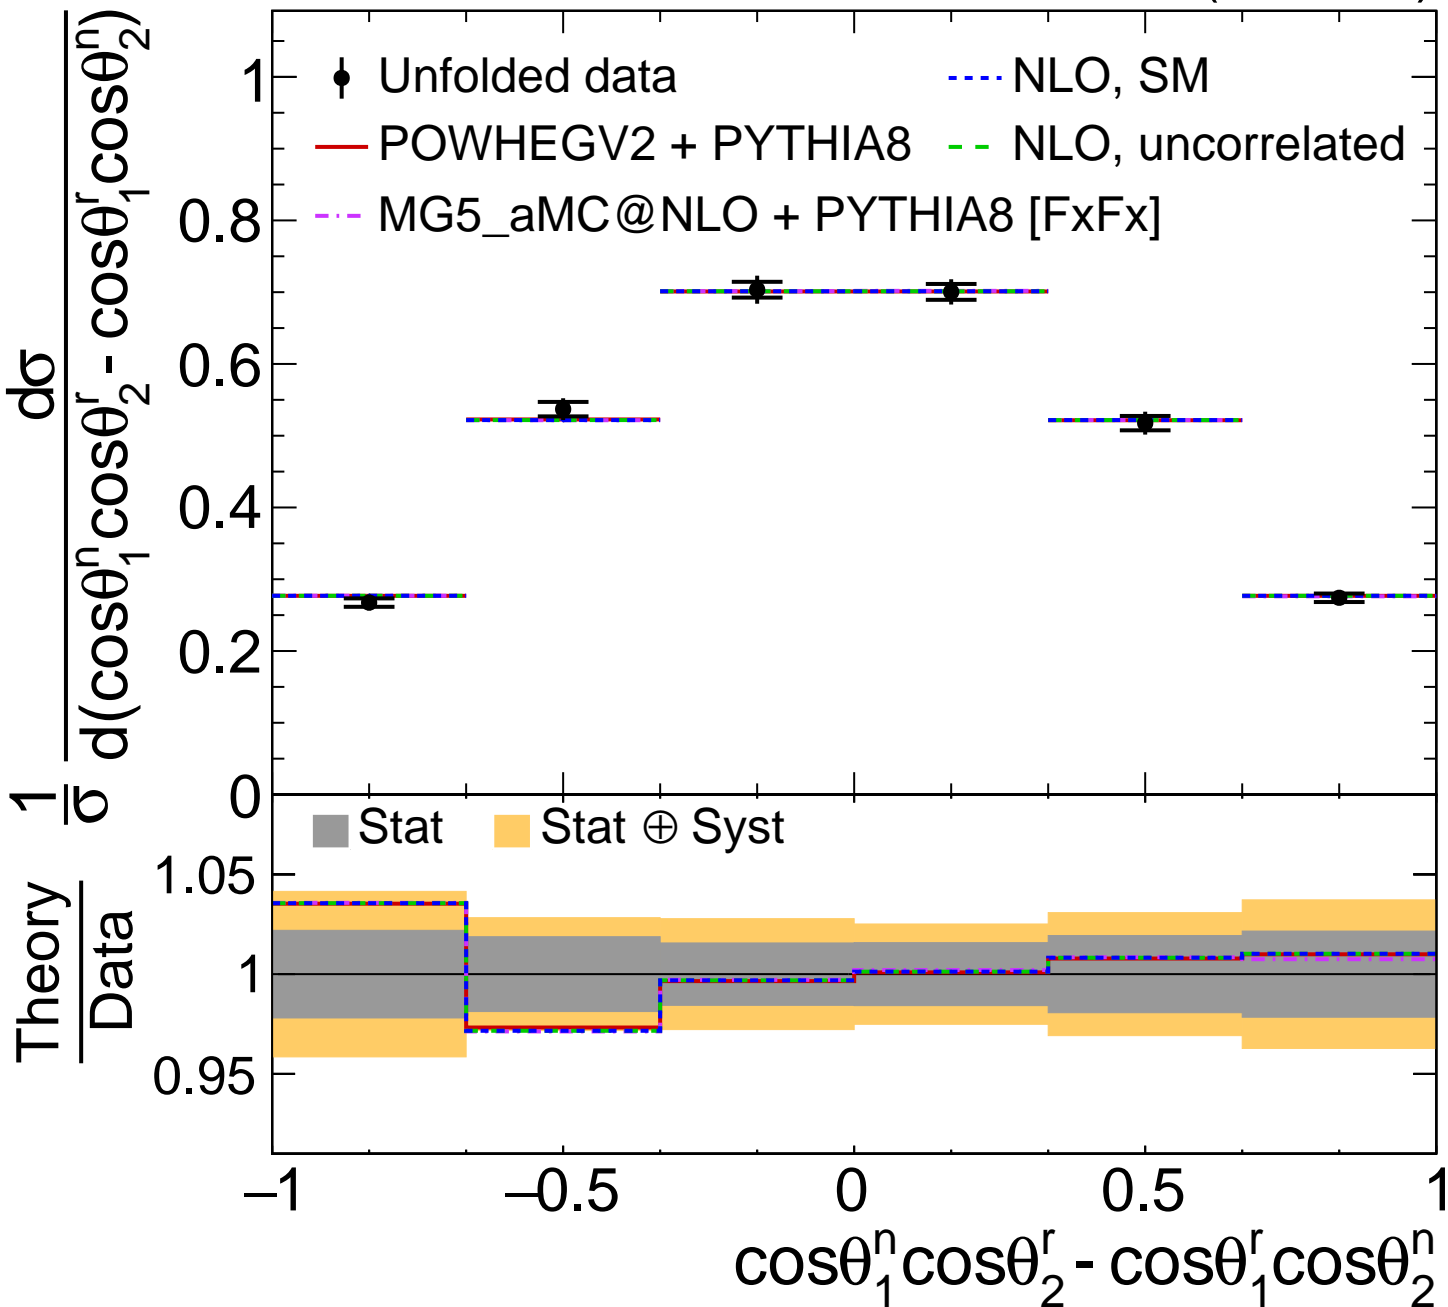 1
0.8
0.6
0.4
0.2
0
1/σ dσ/d(cosθ₁ⁿcosθ₂ʳ - cosθ₁ʳcosθ₂ⁿ)
Unfolded data
POWHEGV2 + PYTHIA8
MG5_aMC@NLO + PYTHIA8 [FxFx]
NLO, SM
NLO, uncorrelated
Stat
Stat ⊕ Syst
Theory
Data
1.05
1
0.95
–1
–0.5
0
0.5
1
cosθ₁ⁿcosθ₂ʳ - cosθ₁ʳcosθ₂ⁿ